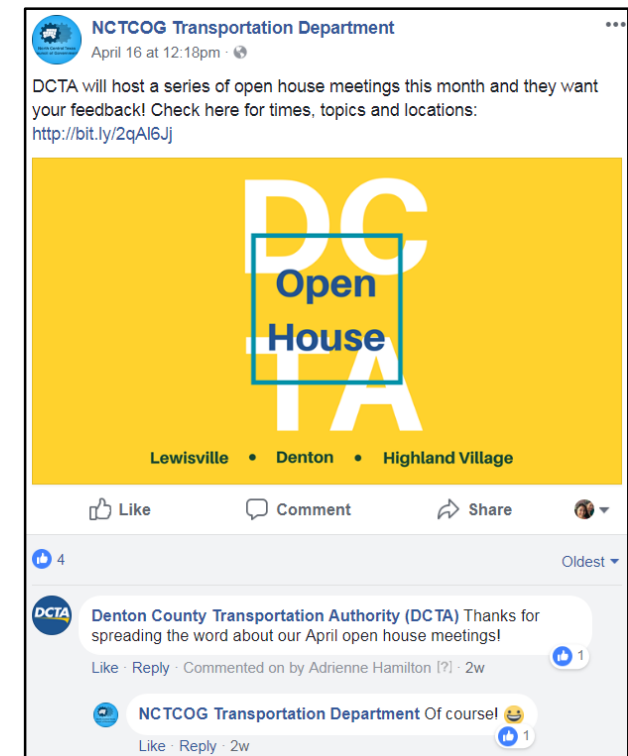 NCTCOG Transportation Department
April 16 at 12:18pm ·
DCTA will host a series of open house meetings this month and they want
your feedback! Check here for times, topics and locations:
http://bit.ly/2qAl6Jj
DC
Open
House
TA
Lewisville • Denton • Highland Village
Like Comment Share
4 Oldest
DCTA
Denton County Transportation Authority (DCTA) Thanks for
spreading the word about our April open house meetings!
1
Like · Reply · Commented on by Adrienne Hamilton [?] · 2w
NCTCOG Transportation Department Of course! 😄
1
Like · Reply · 2w